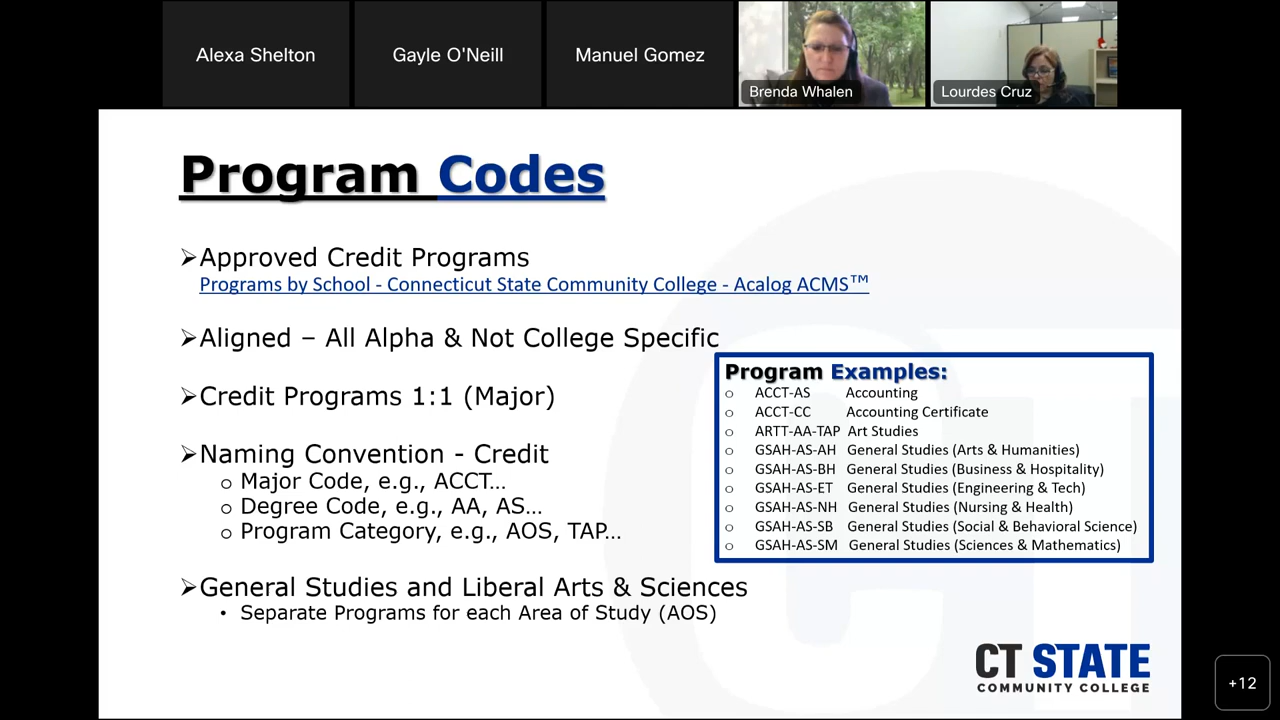 Alexa Shelton
Gayle O'Neill
Manuel Gomez
Brenda Whalen
Lourdes Cruz
Program Codes
➢Approved Credit Programs
Programs by School - Connecticut State Community College - Acalog ACMS™
➢Aligned – All Alpha & Not College Specific
➢Credit Programs 1:1 (Major)
➢Naming Convention - Credit
o Major Code, e.g., ACCT…
o Degree Code, e.g., AA, AS…
o Program Category, e.g., AOS, TAP…
➢General Studies and Liberal Arts & Sciences
• Separate Programs for each Area of Study (AOS)
Program Examples:
o ACCT-AS Accounting
o ACCT-CC Accounting Certificate
o ARTT-AA-TAP Art Studies
o GSAH-AS-AH General Studies (Arts & Humanities)
o GSAH-AS-BH General Studies (Business & Hospitality)
o GSAH-AS-ET General Studies (Engineering & Tech)
o GSAH-AS-NH General Studies (Nursing & Health)
o GSAH-AS-SB General Studies (Social & Behavioral Science)
o GSAH-AS-SM General Studies (Sciences & Mathematics)
CT STATE
COMMUNITY COLLEGE
+12